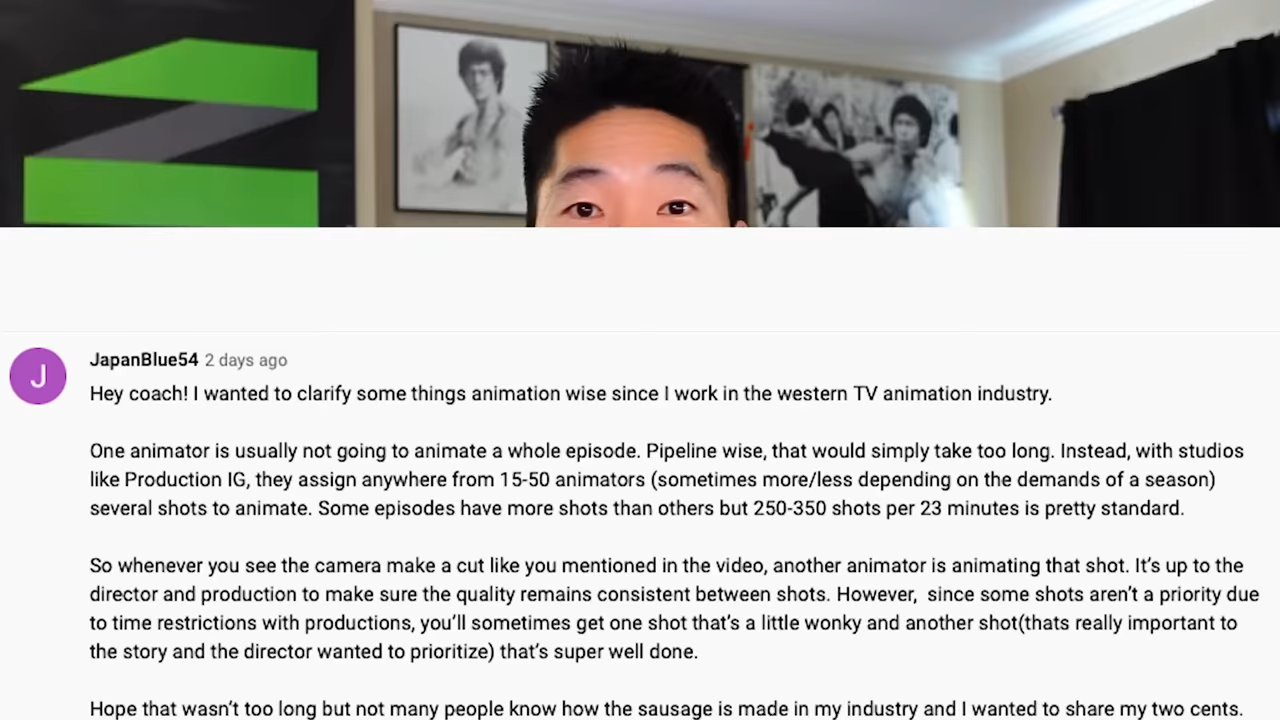 J
JapanBlue54 2 days ago
Hey coach! I wanted to clarify some things animation wise since I work in the western TV animation industry.
One animator is usually not going to animate a whole episode. Pipeline wise, that would simply take too long. Instead, with studios
like Production IG, they assign anywhere from 15-50 animators (sometimes more/less depending on the demands of a season)
several shots to animate. Some episodes have more shots than others but 250-350 shots per 23 minutes is pretty standard.
So whenever you see the camera make a cut like you mentioned in the video, another animator is animating that shot. It's up to the
director and production to make sure the quality remains consistent between shots. However,  since some shots aren't a priority due
to time restrictions with productions, you'll sometimes get one shot that's a little wonky and another shot(thats really important to
the story and the director wanted to prioritize) that's super well done.
Hope that wasn't too long but not many people know how the sausage is made in my industry and I wanted to share my two cents.